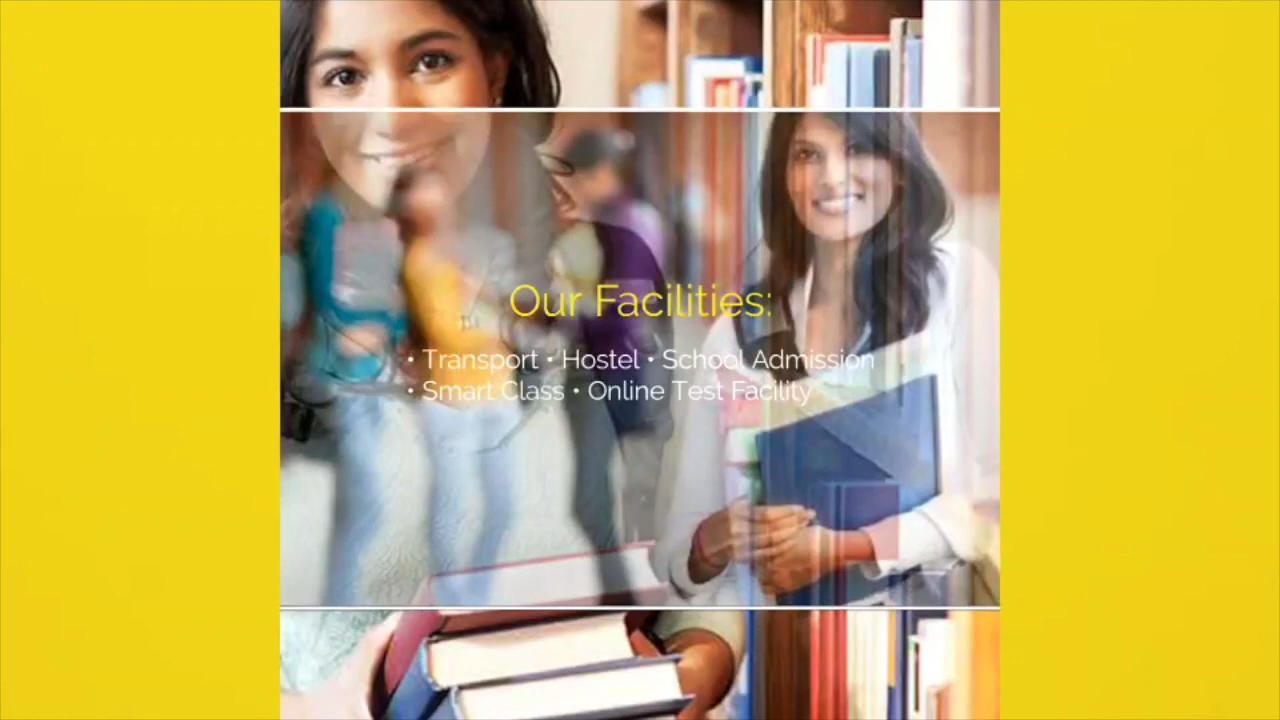 Our Facilities:
• Transport • Hostel • School Admission
• Smart Class • Online Test Facility